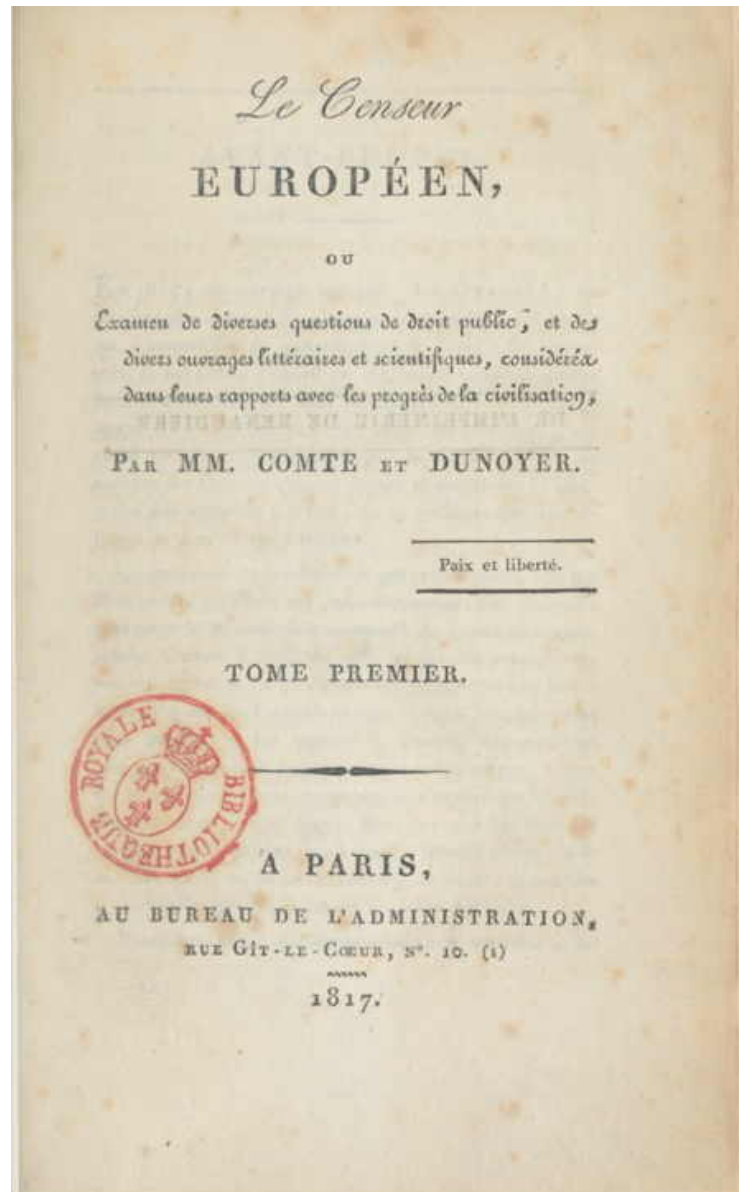 Le Censeur
EUROPÉEN,
OU
Examen de diverses questions de droit public, et des
divers ouvrages littéraires et scientifiques, considérés
dans leurs rapports avec les progrès de la civilisation,
PAR MM. COMTE ET DUNOYER.
Paix et liberté.
TOME PREMIER.
BIBLIOTHEQUE ROYALE
A PARIS,
AU BUREAU DE L'ADMINISTRATION,
RUE GÎT-LE-CŒUR, N°. 10. (1)
1817.